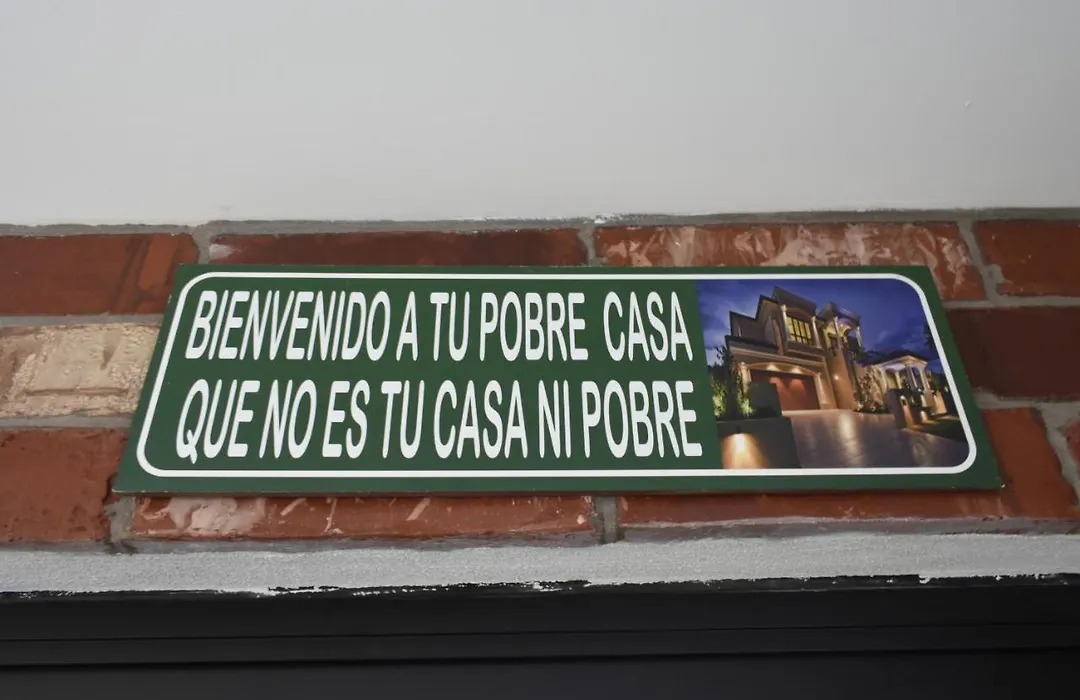 BIENVENIDO A TU POBRE CASA
QUE NO ES TU CASA NI POBRE